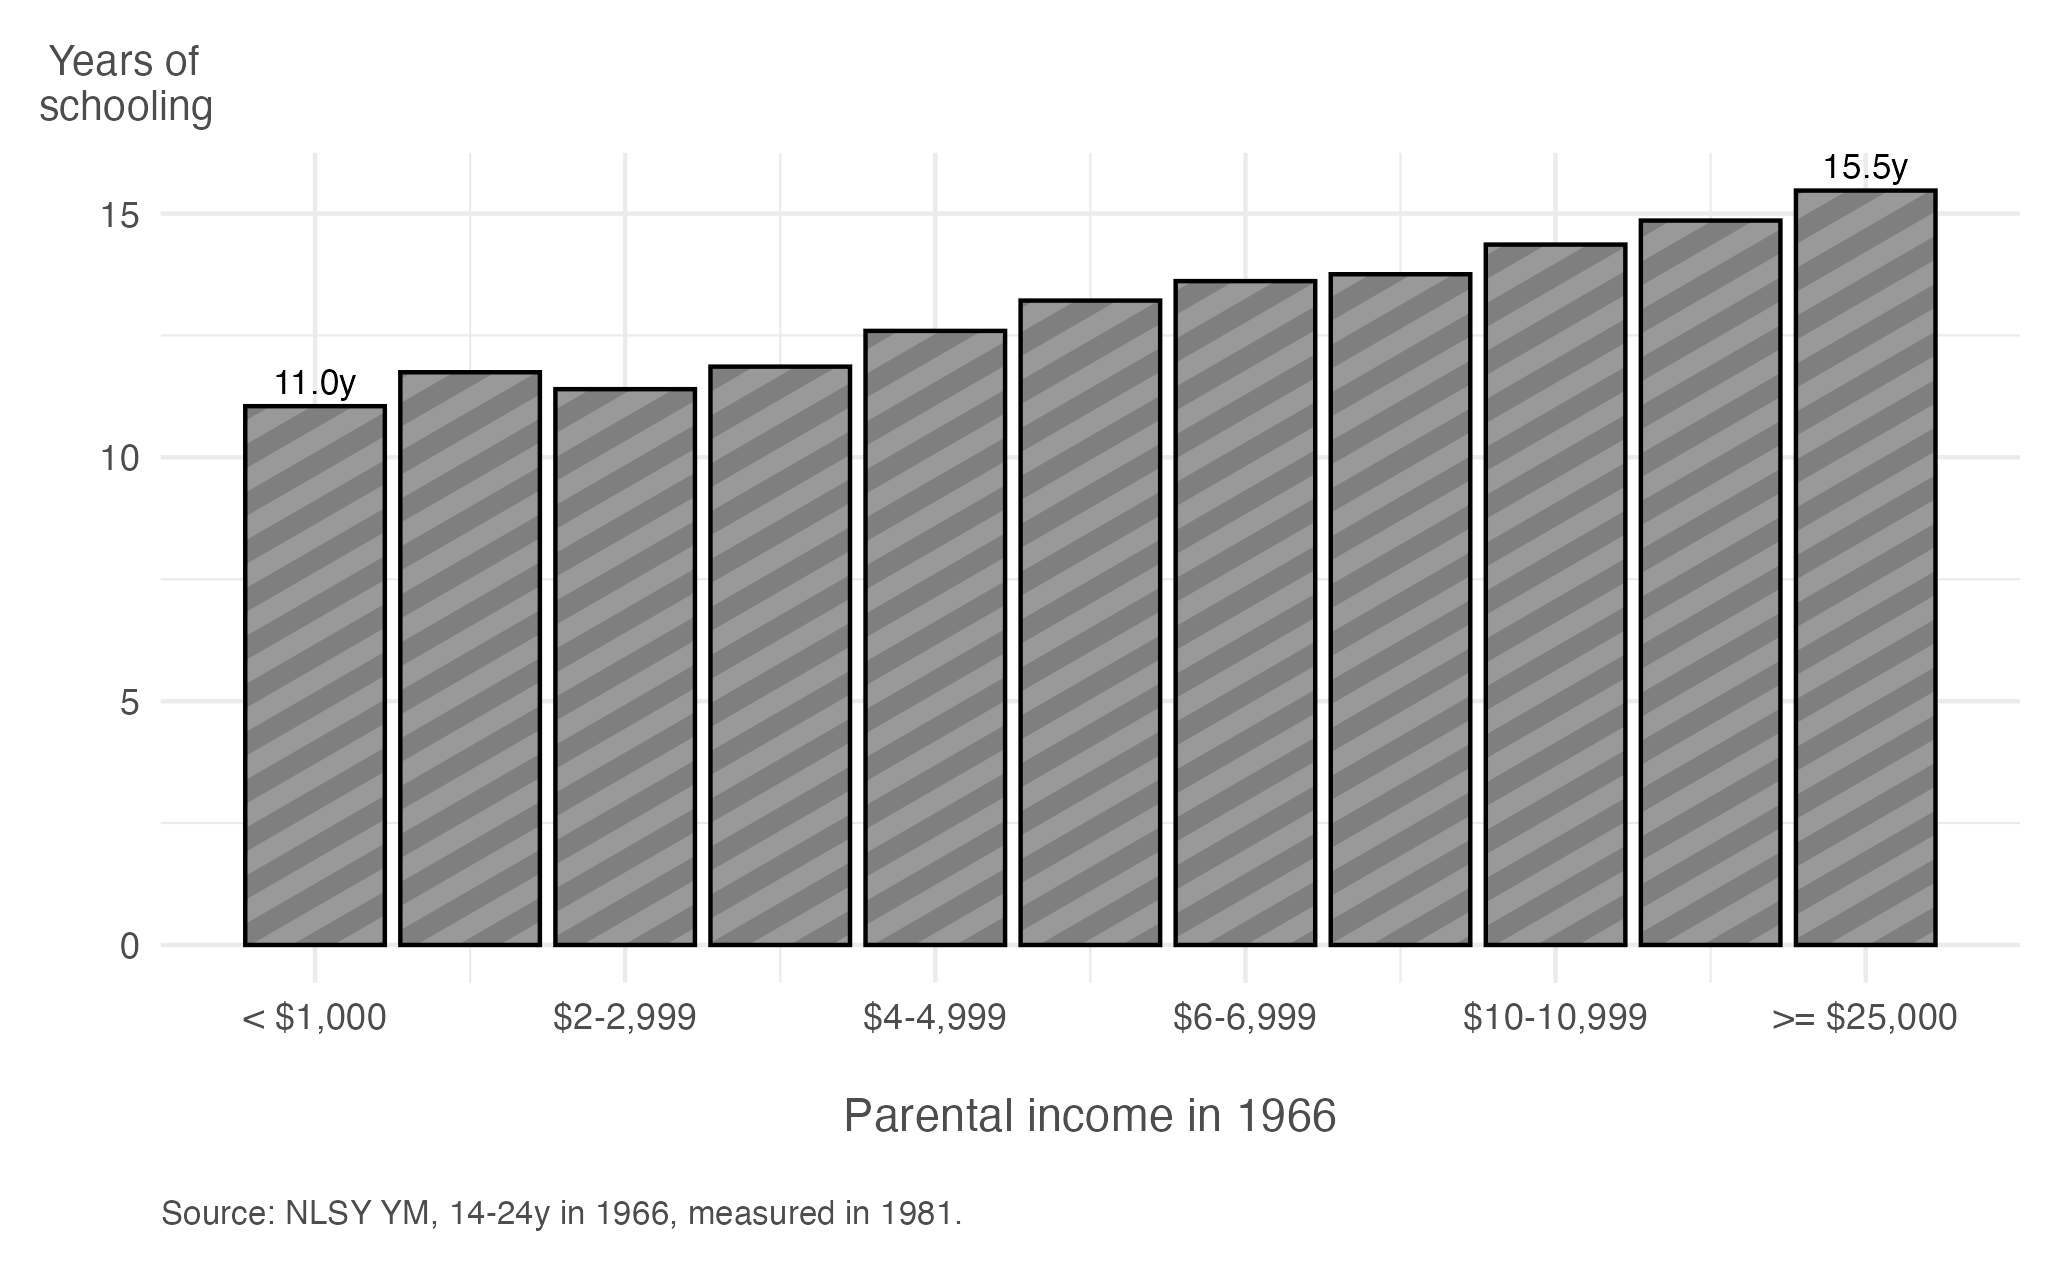 Years of
schooling
15.5y
15
11.0y
10
5
0
< $1,000 $2-2,999 $4-4,999 $6-6,999 $10-10,999 >= $25,000
Parental income in 1966
Source: NLSY YM, 14-24y in 1966, measured in 1981.